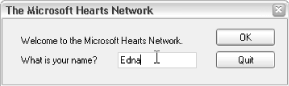 The Microsoft Hearts Network
Welcome to the Microsoft Hearts Network.
OK
What is your name?
Edna
Quit